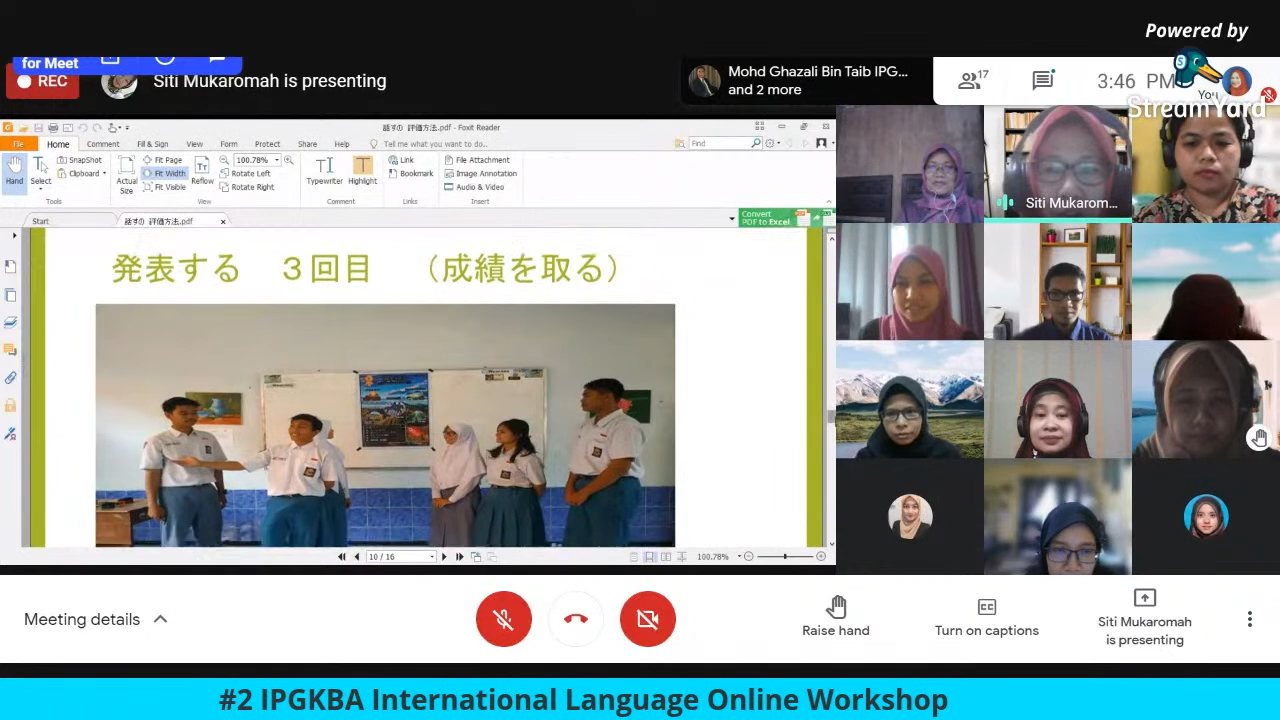 Powered by
StreamYard
for Meet
REC
Siti Mukaromah is presenting
Mohd Ghazali Bin Taib IPG...
and 2 more
17
3:46 PM
You
話すの 評価方法.pdf - Foxit Reader
File Home Comment Fill & Sign View Form Protect Share Help Tell me what you want to do... Find
Hand
Select
SnapShot
Clipboard
Actual Size
Fit Page
Fit Width
Fit Visible
Reflow
100.78%
Rotate Left
Rotate Right
Typewriter
Highlight
Link
Bookmark
File Attachment
Image Annotation
Audio & Video
Tools View Comment Links Insert
Start
話すの 評価方法.pdf
Convert
PDF to Excel
発表する 3回目 (成績を取る)
10 / 16
100.78%
Siti Mukarom...
Meeting details
Raise hand
Turn on captions
Siti Mukaromah
is presenting
#2 IPGKBA International Language Online Workshop